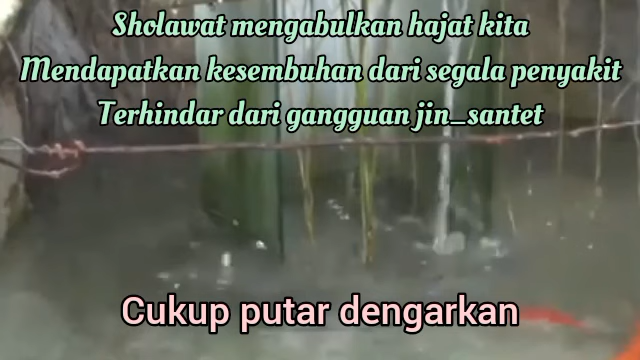 Sholawat mengabulkan hajat kita
Mendapatkan kesembuhan dari segala penyakit
Terhindar dari gangguan jin_santet
Cukup putar dengarkan